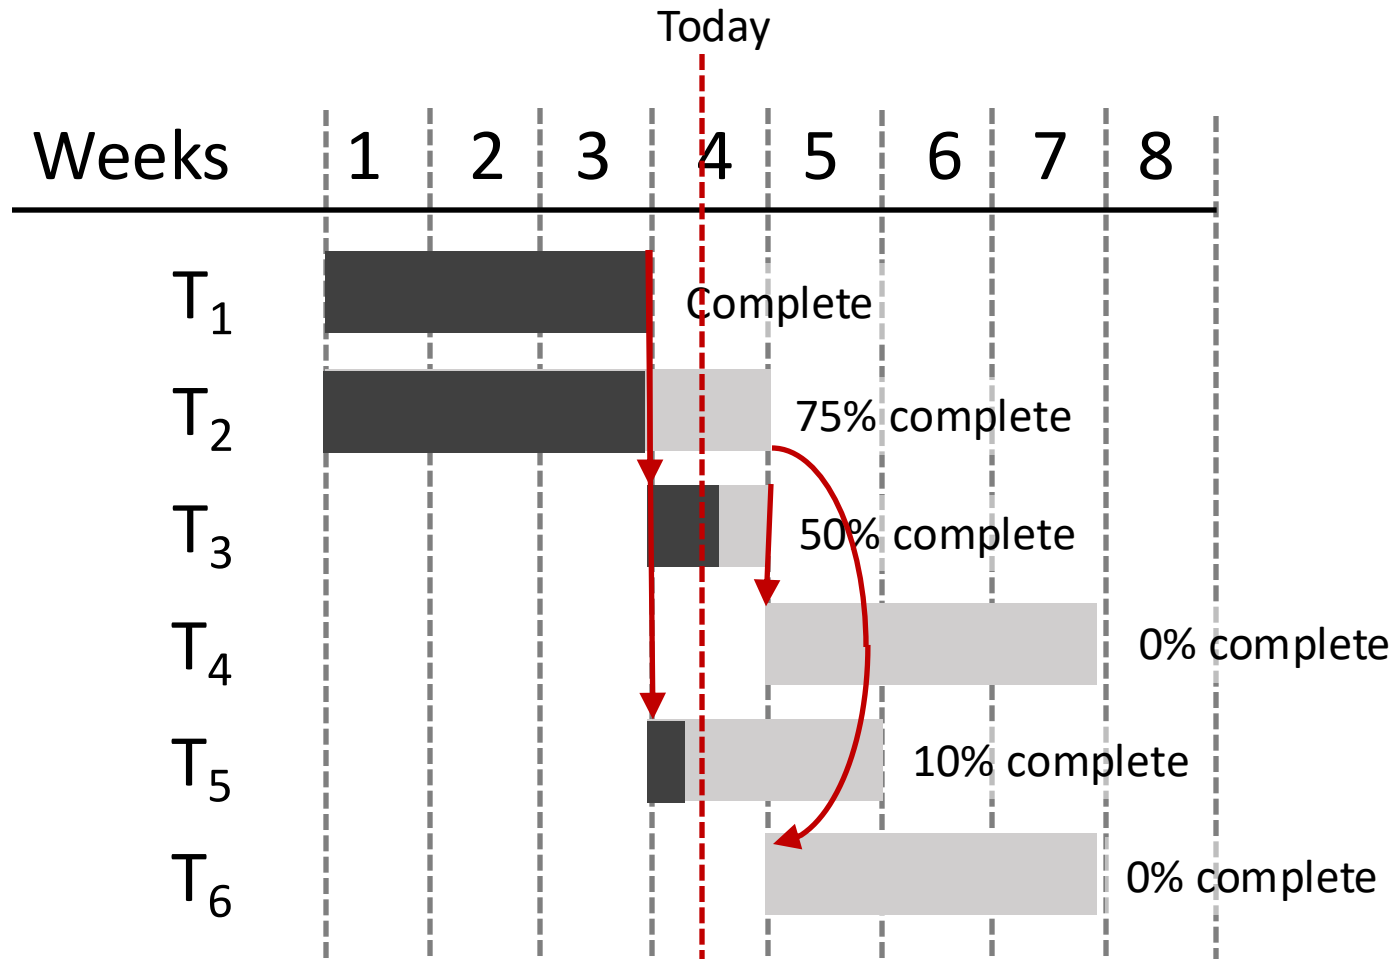 Today
Weeks 1 2 3 4 5 6 7 8
T1 Complete
T2 75% complete
T3 50% complete
T4 0% complete
T5 10% complete
T6 0% complete